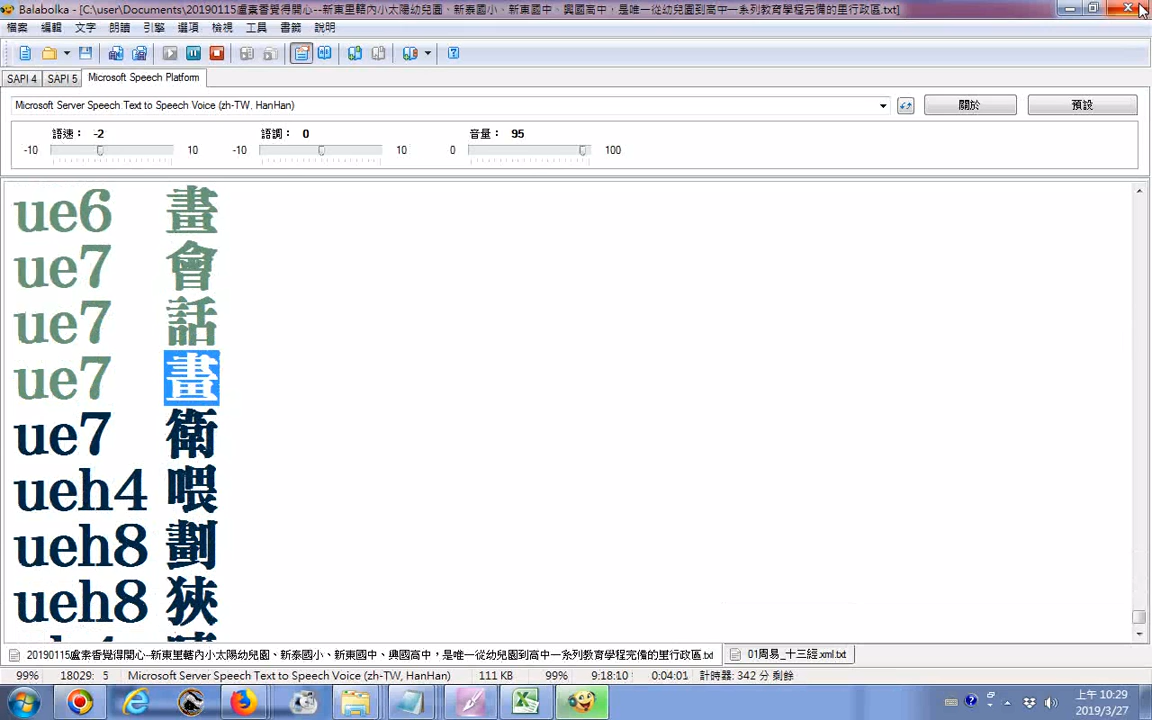 Balabolka - [C:\user\Documents\20190115盧素香覺得開心--新東里轄內小太陽幼兒園、新泰國小、新東國中、興國高中，是唯一從幼兒園到高中一系列教育學程完備的里行政區.txt]
檔案 編輯 文字 朗讀 引擎 選項 檢視 工具 書籤 說明
SAPI 4 SAPI 5 Microsoft Speech Platform
Microsoft Server Speech Text to Speech Voice (zh-TW, HanHan) 關於 預設
語速： -2 語調： 0 音量： 95
-10 10 -10 10 0 100
ue6 畫
ue7 會
ue7 話
ue7 畫
ue7 衛
ueh4 喂
ueh8 劃
ueh8 狹
20190115盧素香覺得開心--新東里轄內小太陽幼兒園、新泰國小、新東國中、興國高中，是唯一從幼兒園到高中一系列教育學程完備的里行政區.txt 01周易_十三經.xml.txt
99% 18029: 5 Microsoft Server Speech Text to Speech Voice (zh-TW, HanHan) 111 KB 99% 9:18:10 0:04:01 計時器: 342 分 剩餘
上午 10:29
2019/3/27